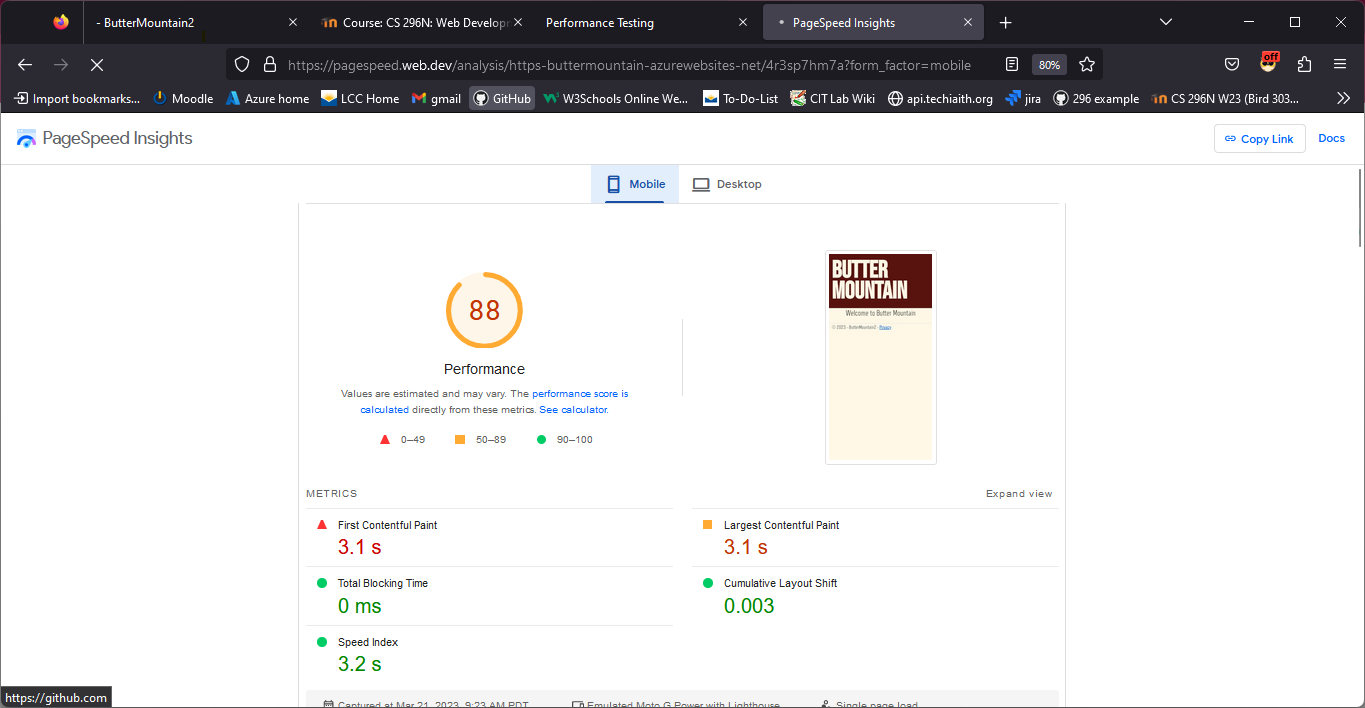 - ButterMountain2
Course: CS 296N: Web Develop
Performance Testing
PageSpeed Insights
https://pagespeed.web.dev/analysis/https-buttermountain-azurewebsites-net/4r3sp7hm7a?form_factor=mobile
80%
off
Import bookmarks...
Moodle
Azure home
LCC Home
gmail
GitHub
W3Schools Online We...
To-Do-List
CIT Lab Wiki
api.techiaith.org
jira
296 example
CS 296N W23 (Bird 303...
PageSpeed Insights
Copy Link
Docs
Mobile
Desktop
88
Performance
Values are estimated and may vary. The performance score is
calculated directly from these metrics. See calculator.
0–49
50–89
90–100
BUTTER
MOUNTAIN
Welcome to Butter Mountain
© 2023 - ButterMountain2 - Privacy
METRICS
Expand view
First Contentful Paint
3.1 s
Largest Contentful Paint
3.1 s
Total Blocking Time
0 ms
Cumulative Layout Shift
0.003
Speed Index
3.2 s
Captured at Mar 21, 2023, 9:23 AM PDT
Emulated Moto G Power with Lighthouse
Single page load
https://github.com